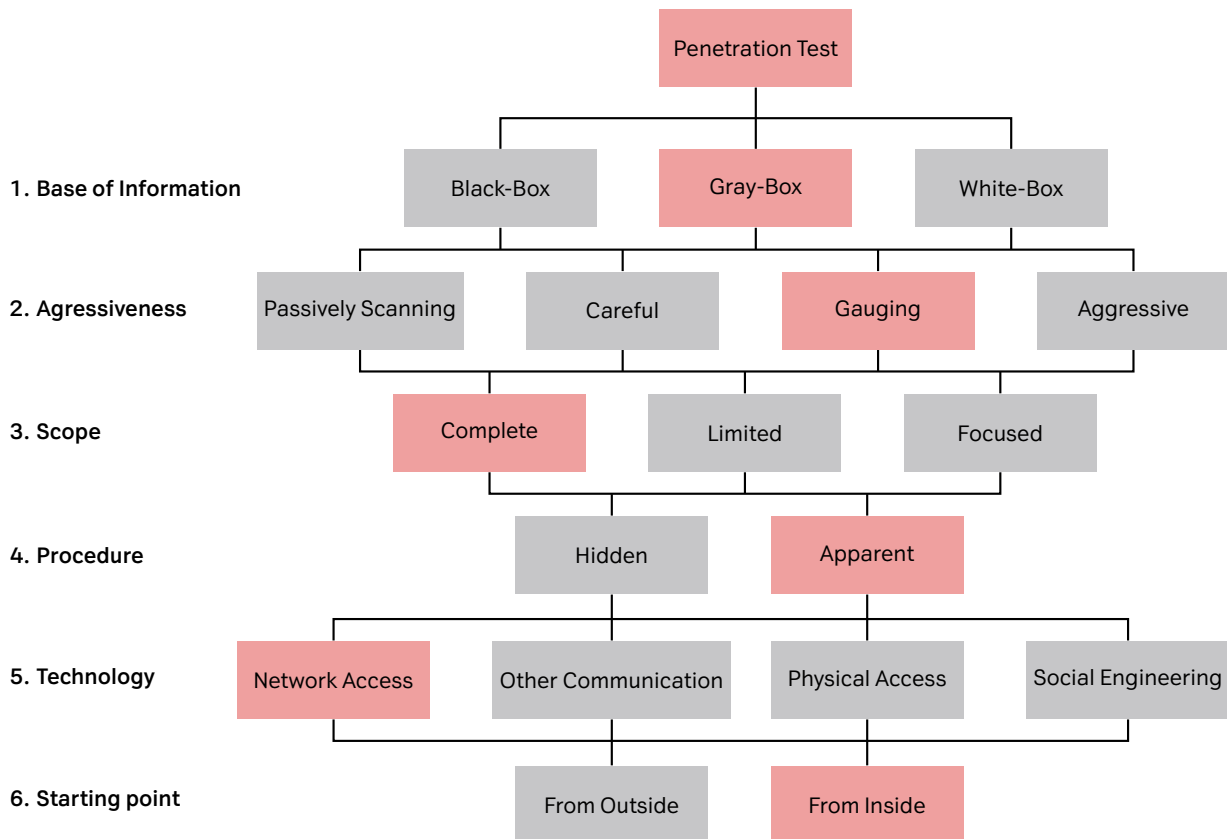 Penetration Test
1. Base of Information
Black-Box
Gray-Box
White-Box
2. Agressiveness
Passively Scanning
Careful
Gauging
Aggressive
3. Scope
Complete
Limited
Focused
4. Procedure
Hidden
Apparent
5. Technology
Network Access
Other Communication
Physical Access
Social Engineering
6. Starting point
From Outside
From Inside